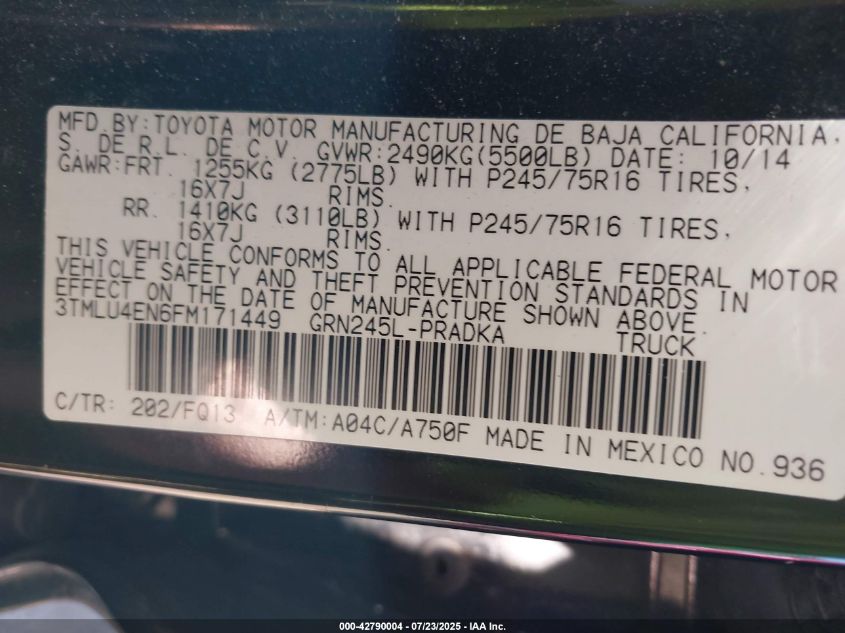 MFD.BY:TOYOTA MOTOR MANUFACTURING DE BAJA CALIFORNIA,
S. DE R.L. DE C.V. GVWR:2490KG(5500LB) DATE: 10/14
GAWR:FRT. 1255KG (2775LB) WITH P245/75R16 TIRES,
16X7J RIMS.
RR. 1410KG (3110LB) WITH P245/75R16 TIRES,
16X7J RIMS.
THIS VEHICLE CONFORMS TO ALL APPLICABLE FEDERAL MOTOR
VEHICLE SAFETY AND THEFT PREVENTION STANDARDS IN
EFFECT ON THE DATE OF MANUFACTURE SHOWN ABOVE.
3TMLU4EN6FM171449 GRN245L-PRADKA TRUCK
C/TR: 202/FQ13 A/TM:A04C/A750F MADE IN MEXICO NO.936
000-42790004 - 07/23/2025 - IAA Inc.